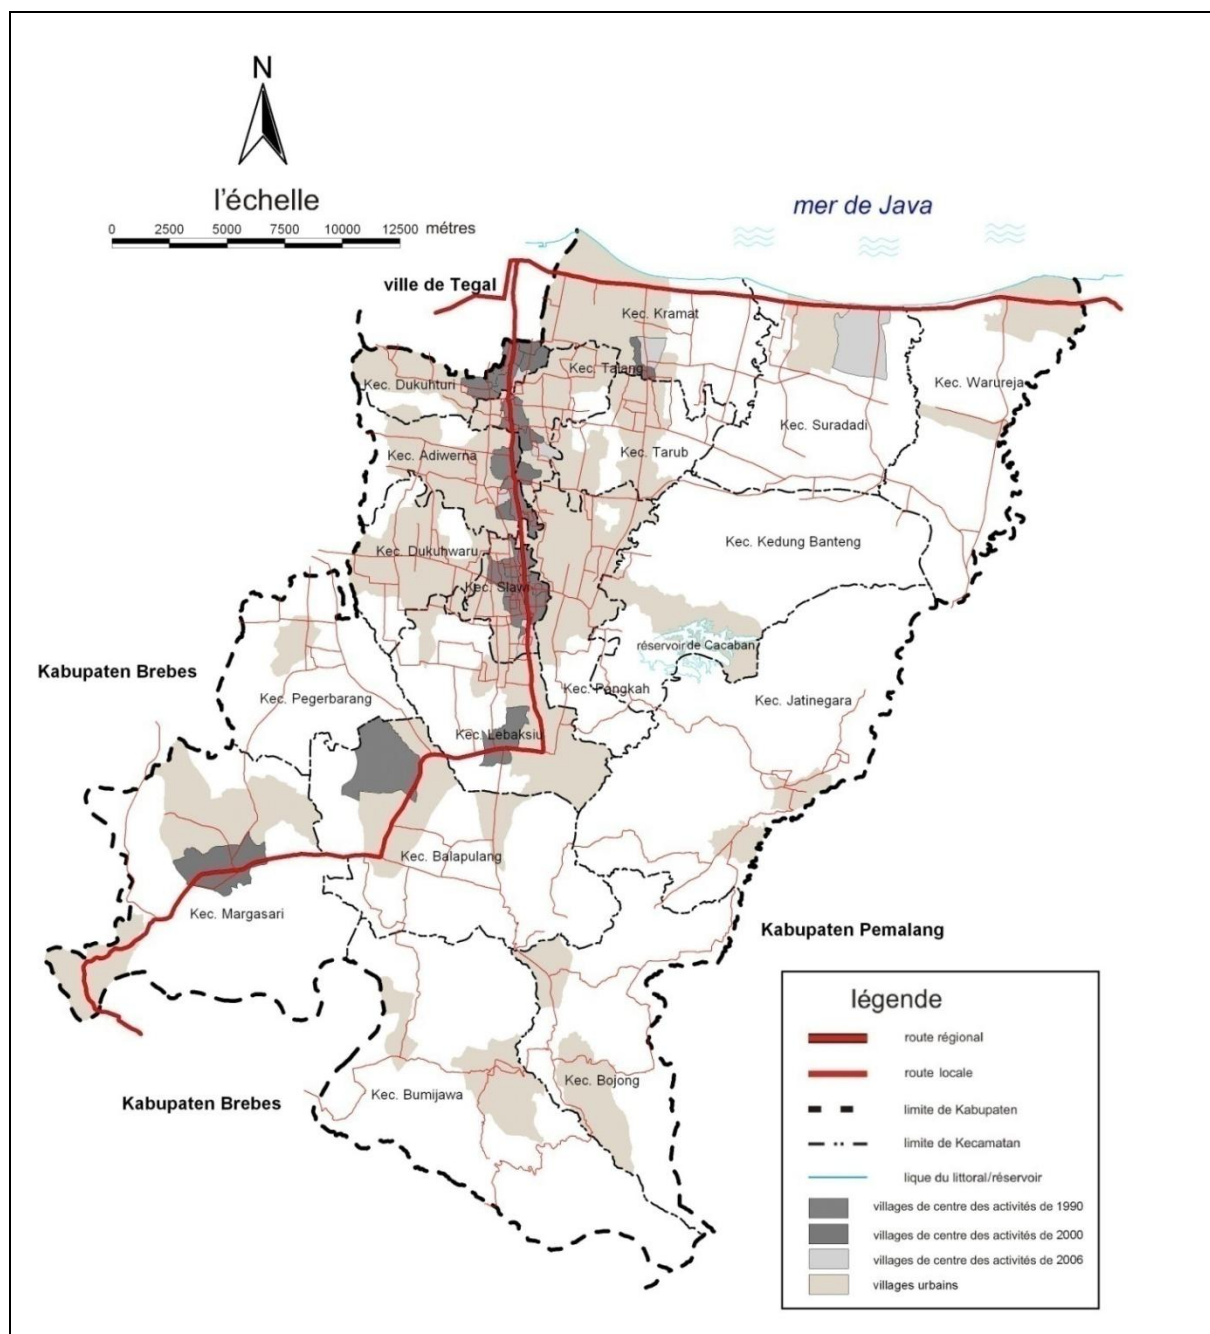 N
l'échelle
0 2500 5000 7500 10000 12500 métres
mer de Java
ville de Tegal
Kec. Kramat
Kec. Talang
Kec. Dukuhturi
Kec. Warureja
Kec. Suradadi
Kec. Adiwerna
Kec. Tarub
Kec. Kedung Banteng
Kec. Dukuhwaru
Kec. Slawi
réservoir de Cacaban
Kabupaten Brebes
Kec. Pegerbarang
Kec. Pangkah
Kec. Jatinegara
Kec. Lebaksiu
Kec. Balapulang
Kec. Margasari
Kabupaten Pemalang
Kec. Bojong
Kec. Bumijawa
Kabupaten Brebes
légende
route régional
route locale
limite de Kabupaten
limite de Kecamatan
lique du littoral/réservoir
villages de centre des activités de 1990
villages de centre des activités de 2000
villages de centre des activités de 2006
villages urbains